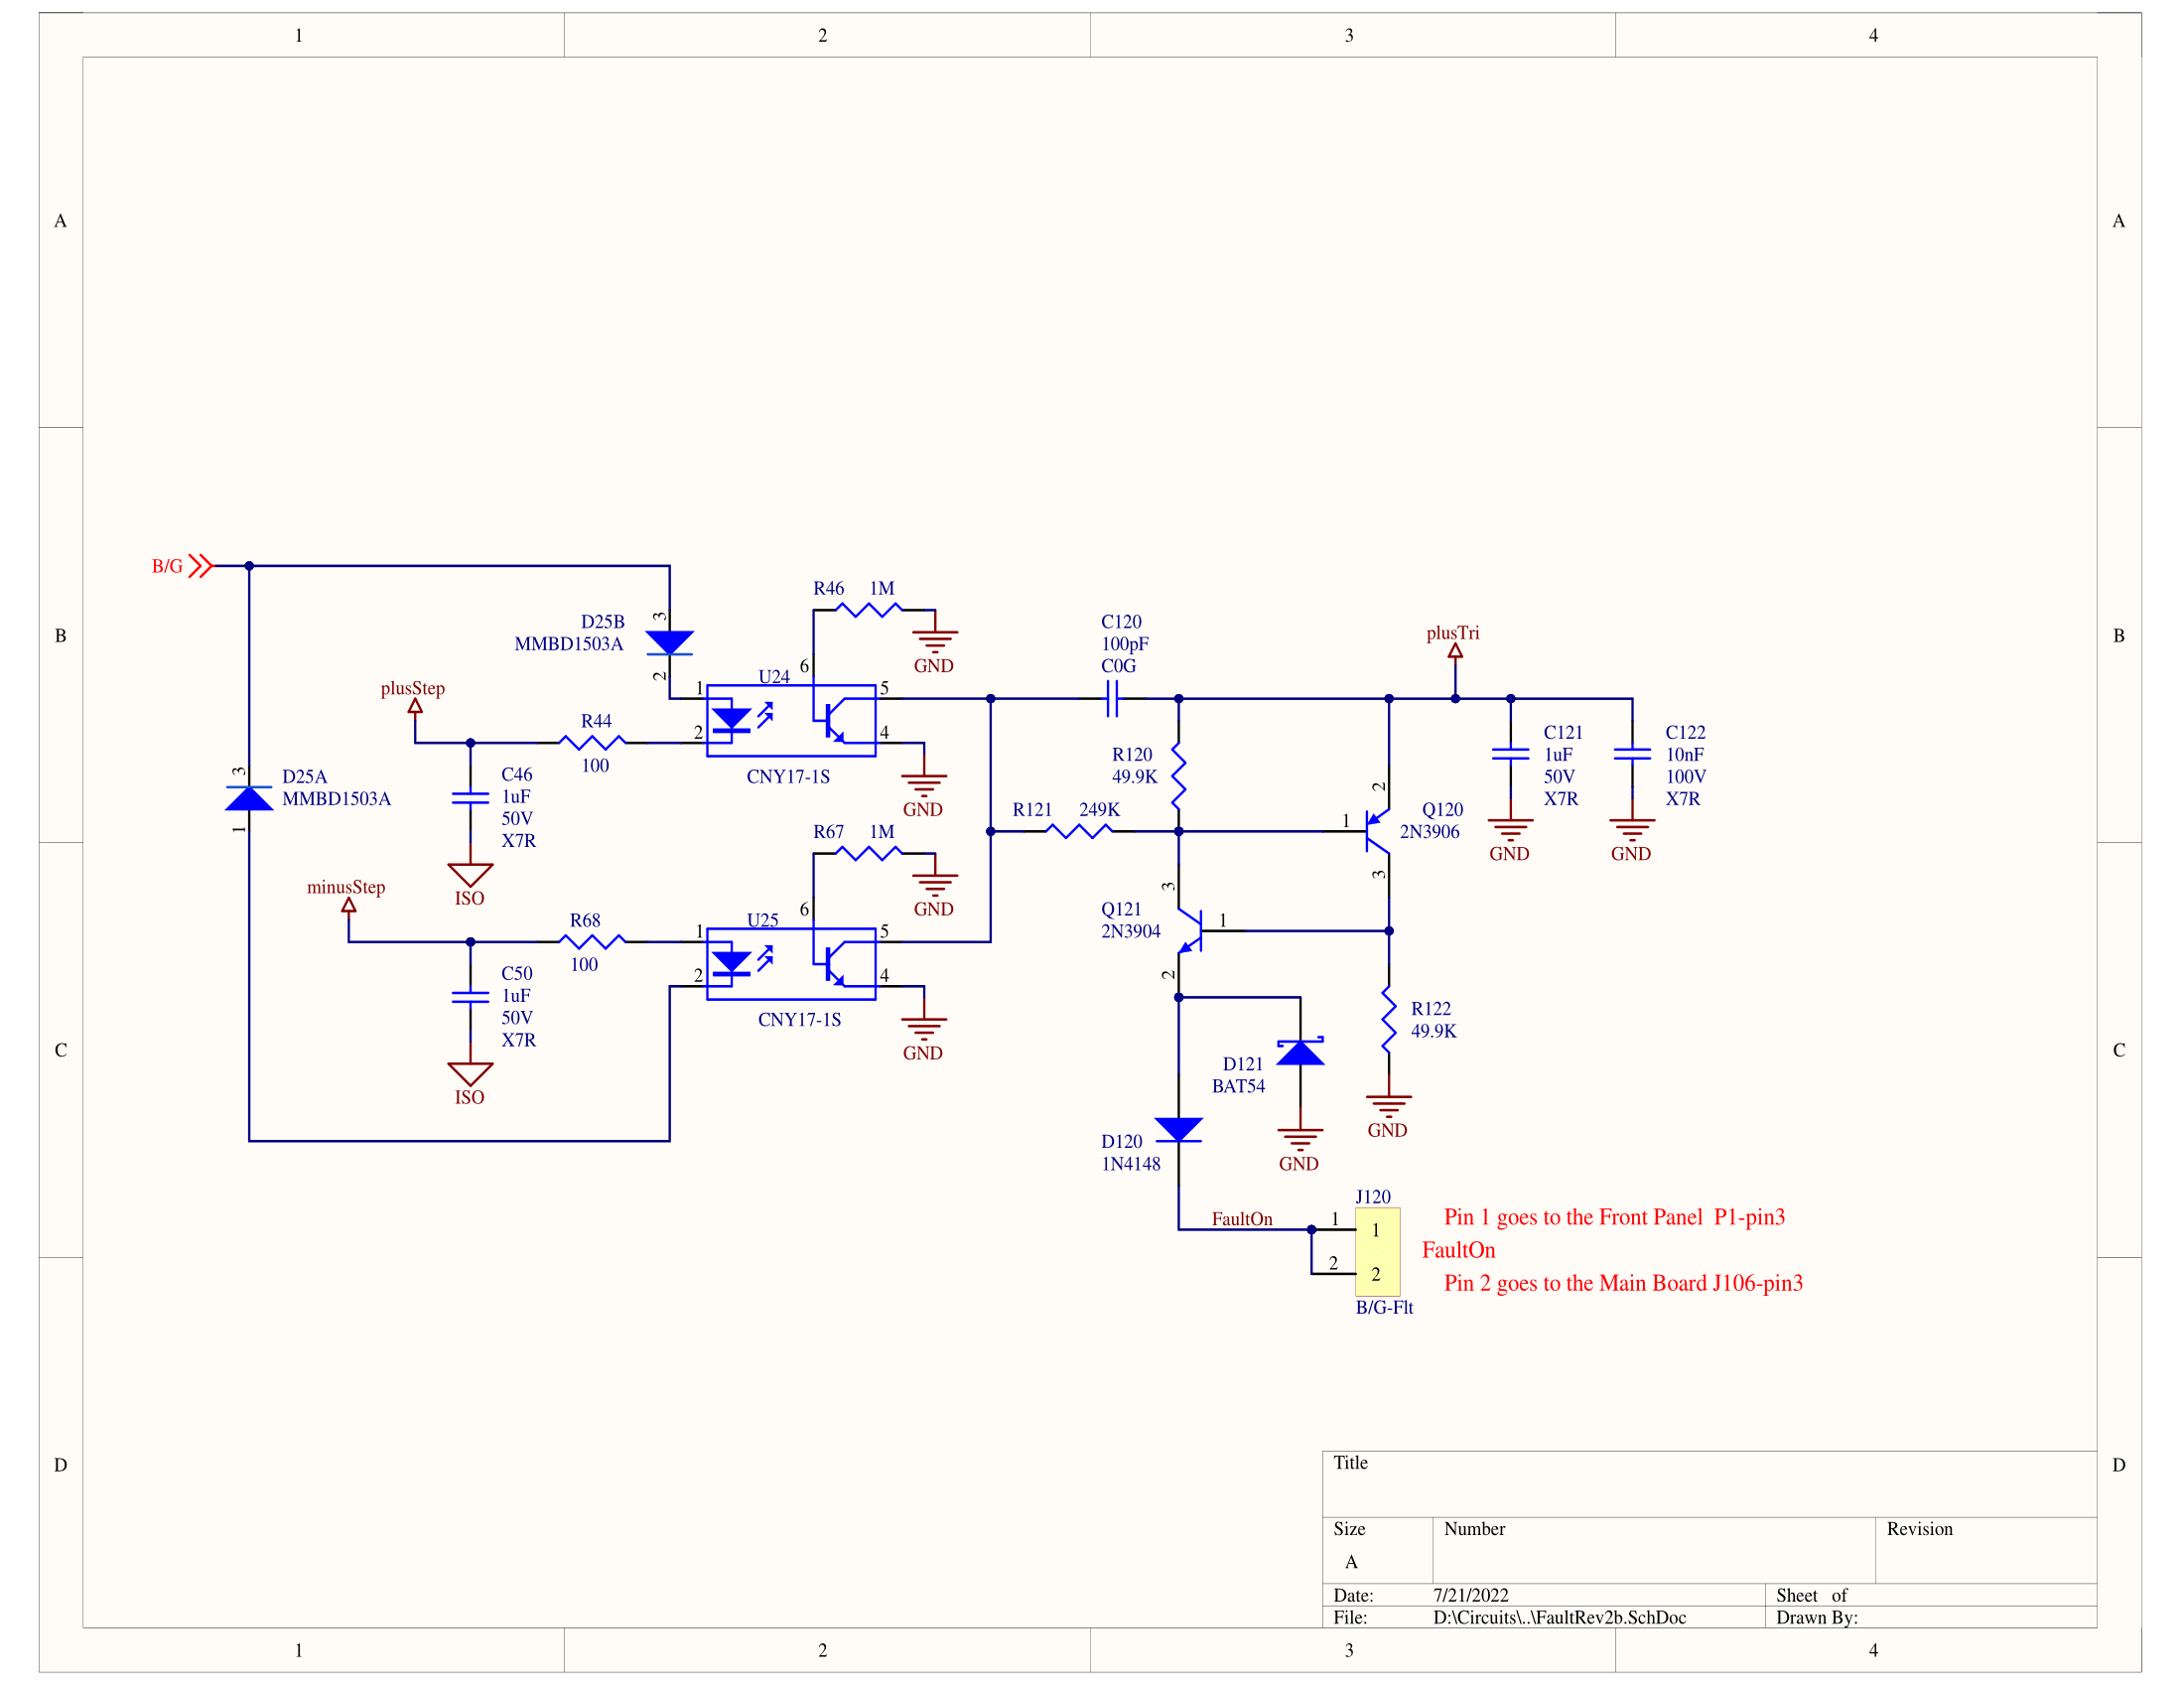 1 2 3 4
A A
B/G
R46 1M
D25B
MMBD1503A
3
2
6
GND
U24
1 5
2 4
CNY17-1S
GND
plusStep
R44
100
C46
1uF
50V
X7R
ISO
3
D25A
MMBD1503A
1
B B
C120
100pF
C0G
plusTri
R120
49.9K
R121 249K
2
1
Q120
2N3906
3
C121
1uF
50V
X7R
GND
C122
10nF
100V
X7R
GND
minusStep
R68
100
C50
1uF
50V
X7R
ISO
R67 1M
6
GND
U25
1 5
2 4
CNY17-1S
GND
3
Q121
2N3904
1
2
R122
49.9K
GND
D121
BAT54
GND
D120
1N4148
C C
J120
FaultOn
1 1
2 2
B/G-Flt
Pin 1 goes to the Front Panel P1-pin3
FaultOn
Pin 2 goes to the Main Board J106-pin3
D D
Title
Size Number Revision
A
Date: 7/21/2022 Sheet of
File: D:\Circuits\..\FaultRev2b.SchDoc Drawn By:
1 2 3 4